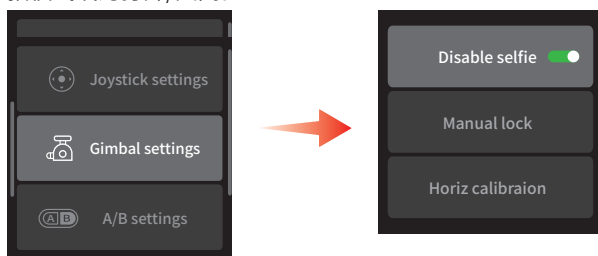 Joystick settings
Gimbal settings
A B A/B settings
Disable selfie
Manual lock
Horiz calibraion